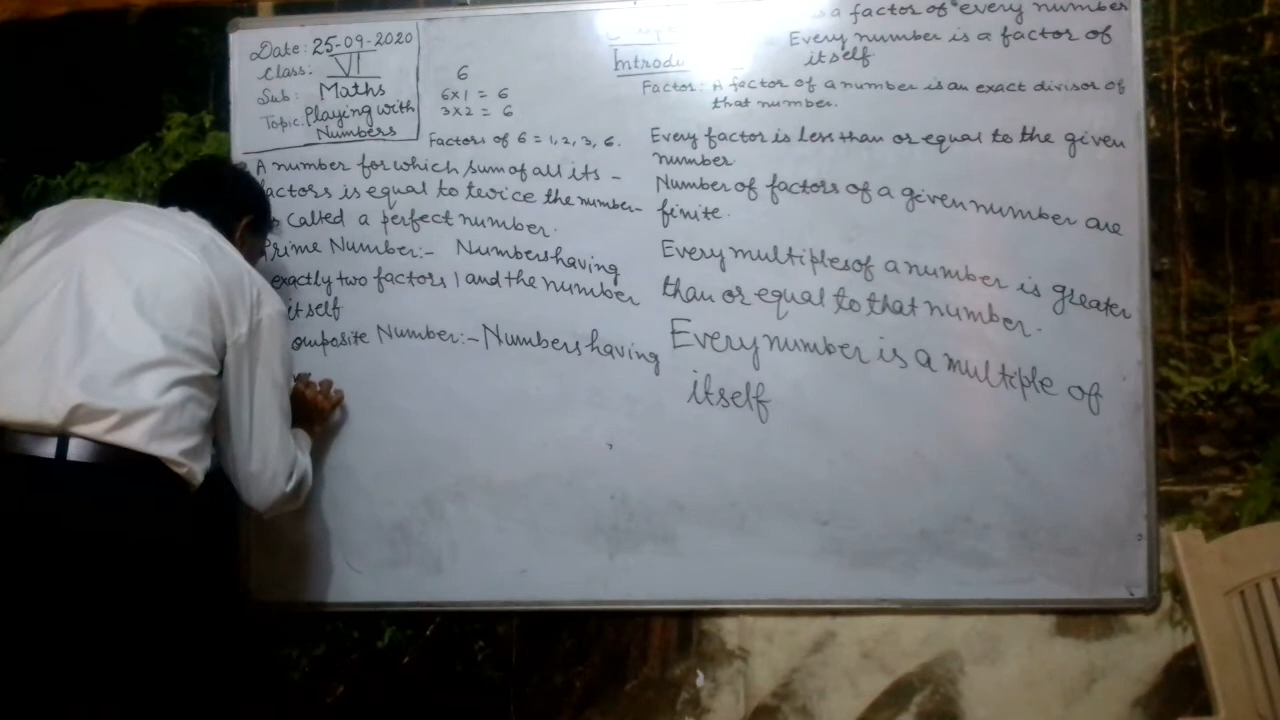 Date: 25-09-2020
Class: VI
Sub: Maths
Topic: Playing with
Numbers
6
6×1 = 6
3×2 = 6
Factors of 6 = 1, 2, 3, 6.
A number for which sum of all its -
factors is equal to twice the number-
called a perfect number.
Prime Number:- Numbers having
exactly two factors 1 and the number
itself
omposite Number:- Numbers having
a factor of every number
Every number is a factor of
itself
Introdu
Factor: A factor of a number is an exact divisor of
that number.
Every factor is less than or equal to the given
number.
Number of factors of a given number are
finite.
Every multiples of a number is greater
than or equal to that number.
Every number is a multiple of
itself